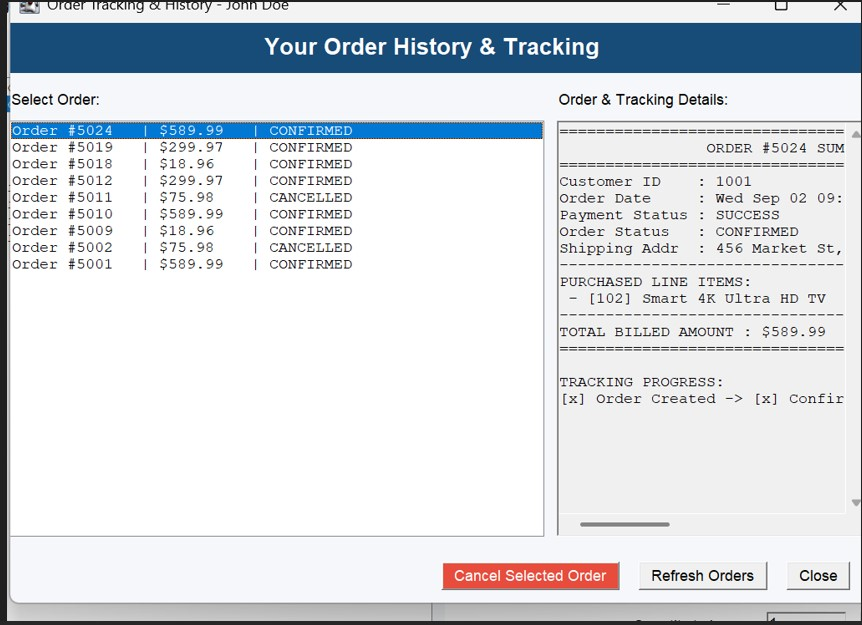 Order Tracking & History - John Doe
Your Order History & Tracking
Select Order:
Order #5024 | $589.99 | CONFIRMED
Order #5019 | $299.97 | CONFIRMED
Order #5018 | $18.96 | CONFIRMED
Order #5012 | $299.97 | CONFIRMED
Order #5011 | $75.98 | CANCELLED
Order #5010 | $589.99 | CONFIRMED
Order #5009 | $18.96 | CONFIRMED
Order #5002 | $75.98 | CANCELLED
Order #5001 | $589.99 | CONFIRMED
Order & Tracking Details:
====================================
ORDER #5024 SUM
====================================
Customer ID : 1001
Order Date : Wed Sep 02 09:
Payment Status : SUCCESS
Order Status : CONFIRMED
Shipping Addr : 456 Market St,
------------------------------------
PURCHASED LINE ITEMS:
- [102] Smart 4K Ultra HD TV
------------------------------------
TOTAL BILLED AMOUNT : $589.99
====================================
TRACKING PROGRESS:
[x] Order Created -> [x] Confir
Cancel Selected Order
Refresh Orders
Close